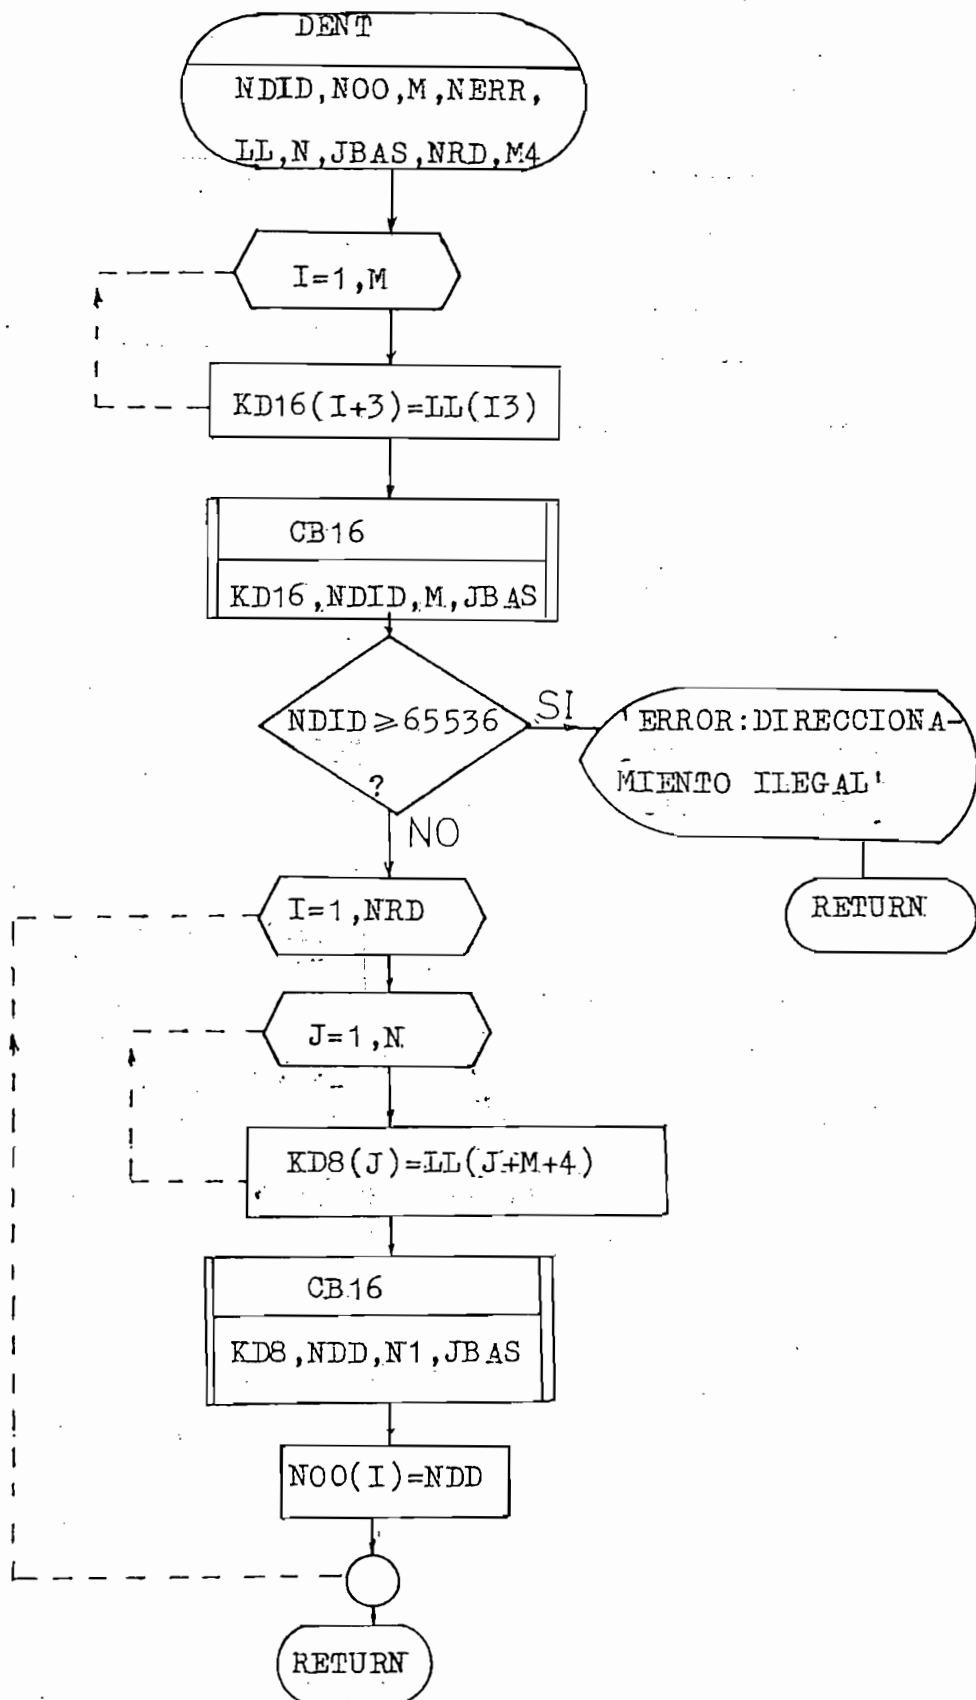 DENT
NDID,NOO,M,NERR,
LL,N,JBAS,NRD,M4
I=1,M
KD16(I+3)=LL(I3)
CB16
KD16,NDID,M,JBAS
NDID≥65536
?
SI
'ERROR:DIRECCIONA-
MIENTO ILEGAL'
RETURN
NO
I=1,NRD
J=1,N
KD8(J)=LL(J+M+4)
CB16
KD8,NDD,N1,JBAS
NOO(I)=NDD
RETURN